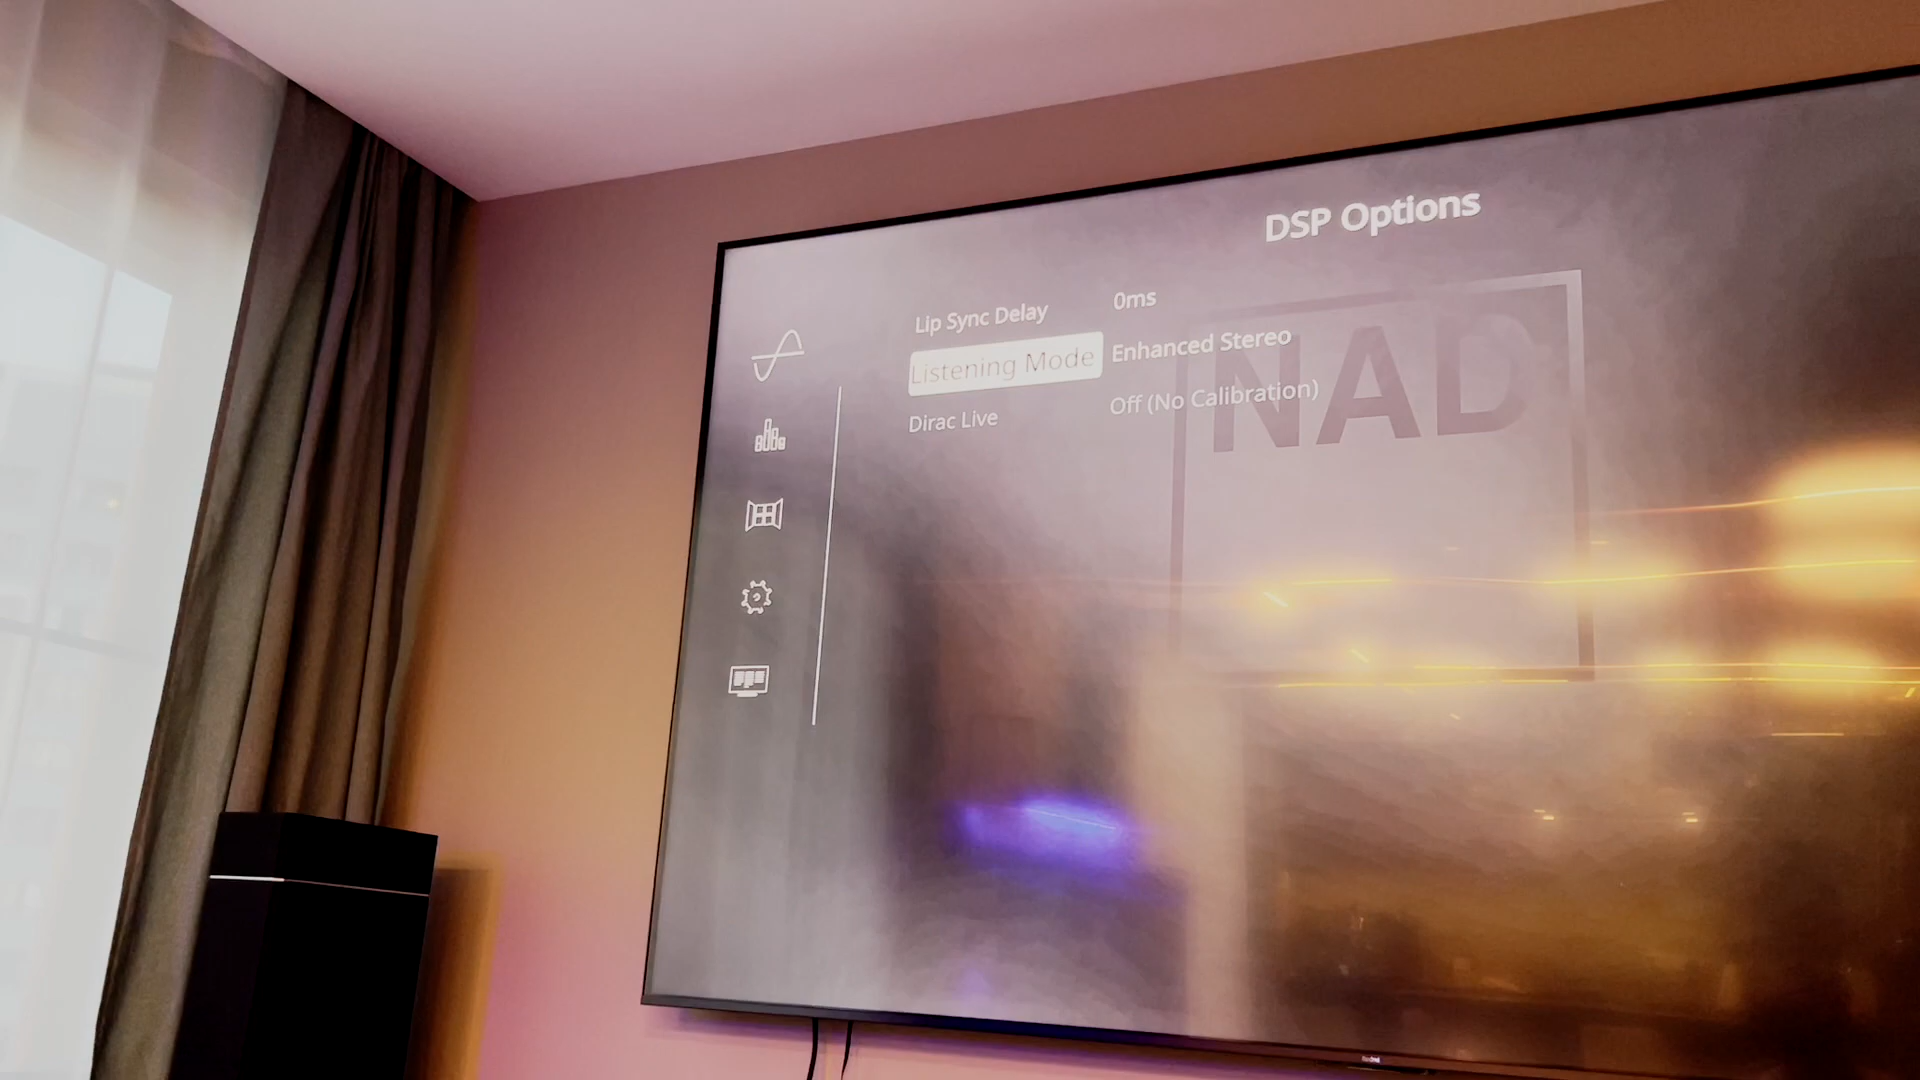 DSP Options
Lip Sync Delay 0ms
Listening Mode Enhanced Stereo
Dirac Live Off (No Calibration)
NAD